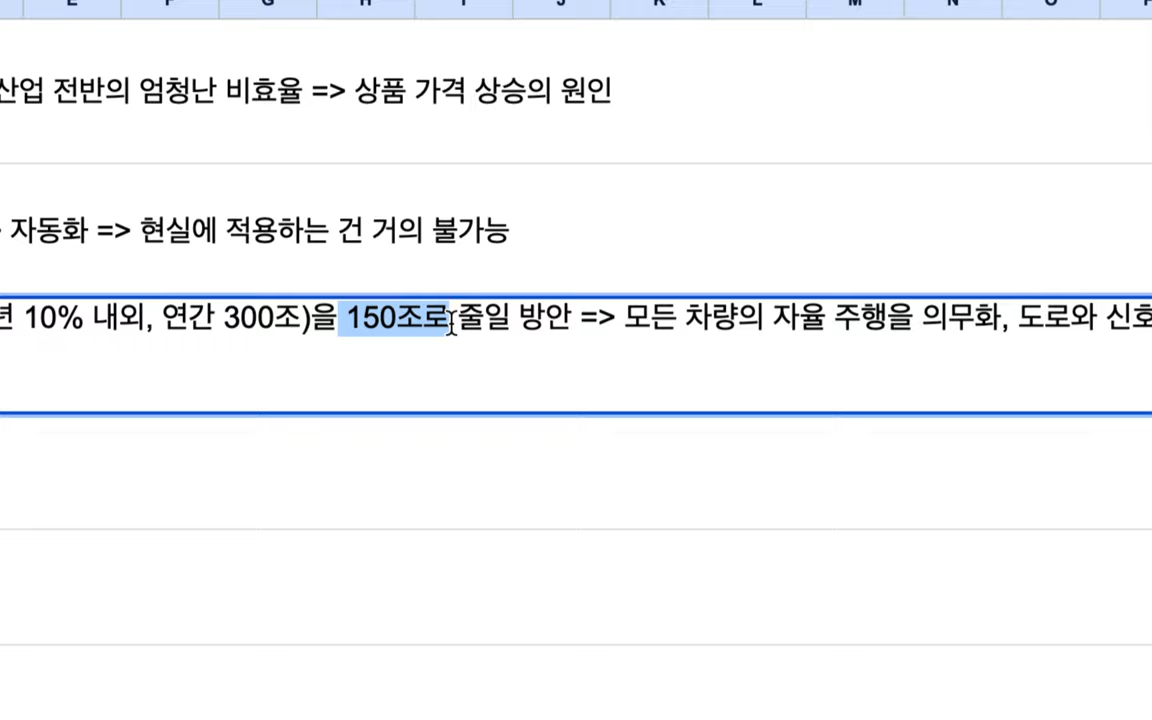 E F G H I J K L M N O
산업 전반의 엄청난 비효율 => 상품 가격 상승의 원인
자동화 => 현실에 적용하는 건 거의 불가능
10% 내외, 연간 300조)을 150조로 줄일 방안 => 모든 차량의 자율 주행을 의무화, 도로와 신호